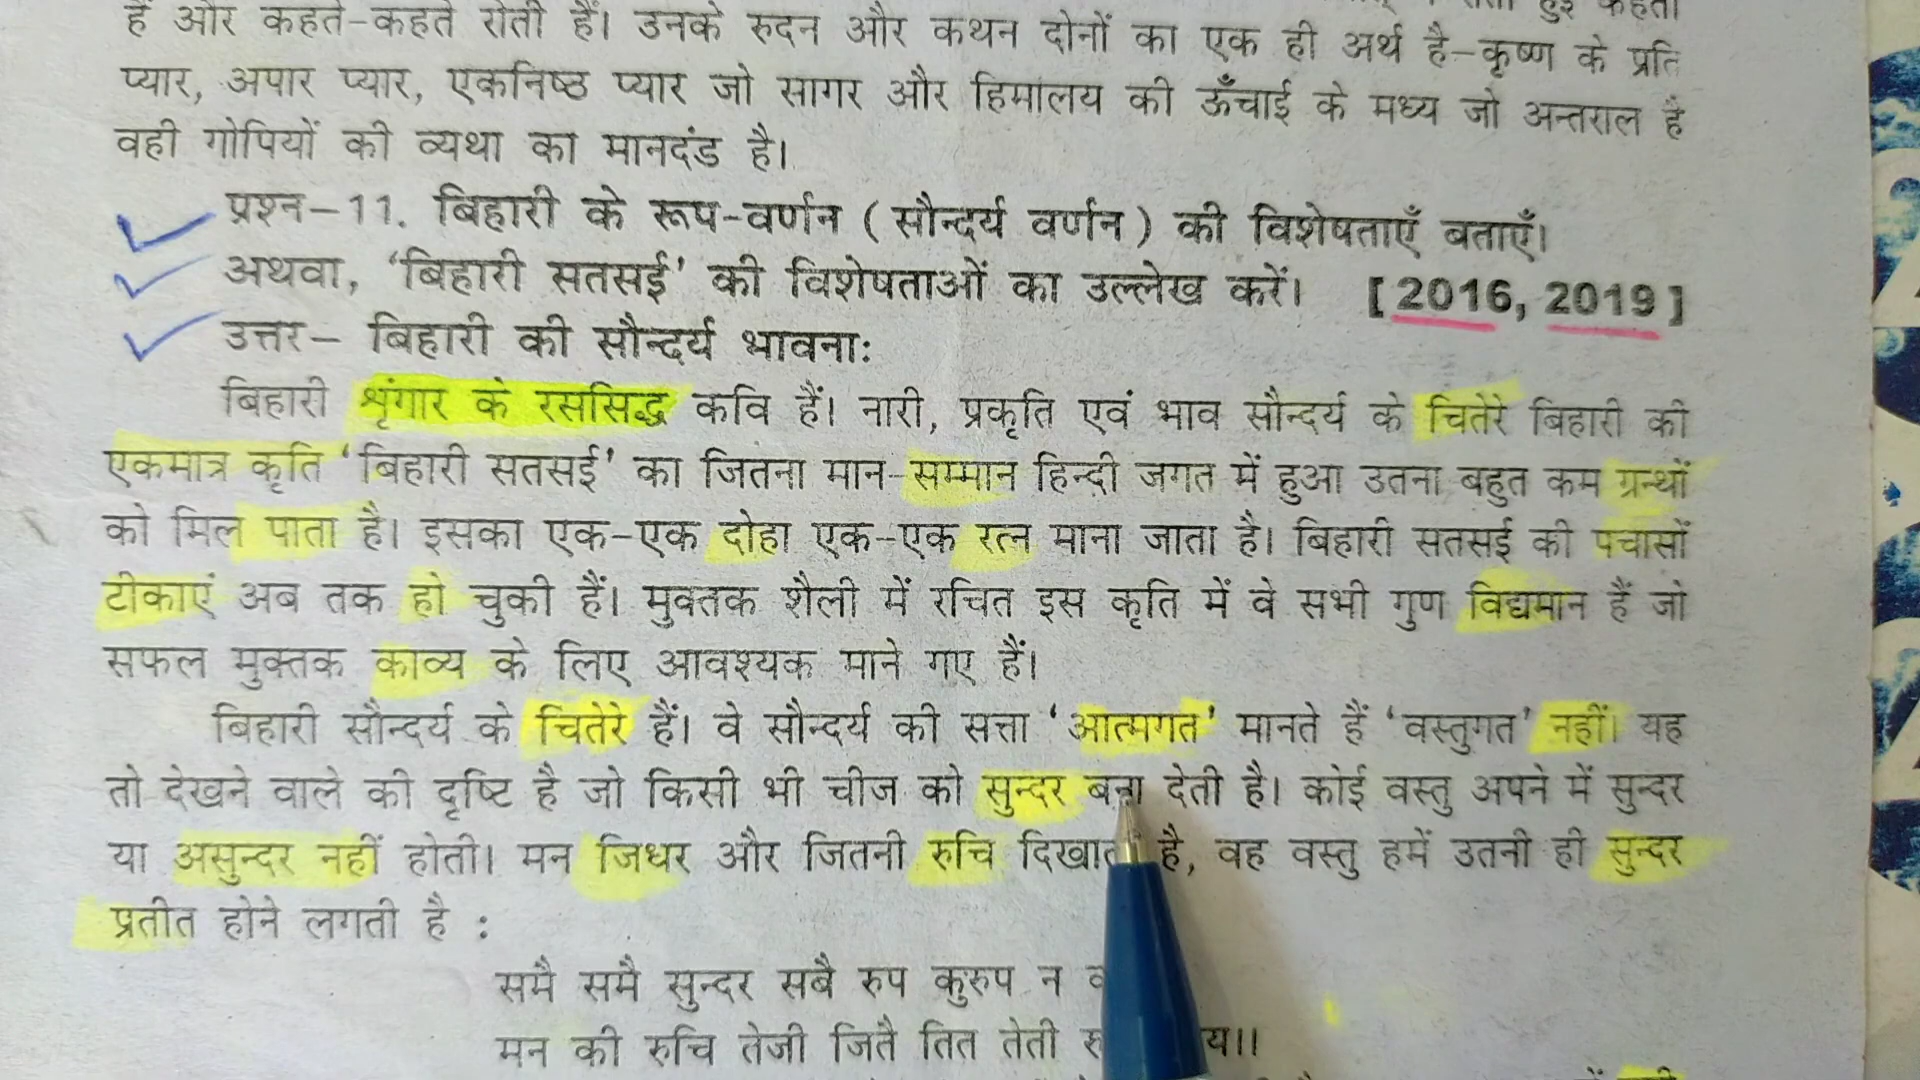 हैं और कहते-कहते रोती हैं। उनके रुदन और कथन दोनों का एक ही अर्थ है–कृष्ण के प्रति
प्यार, अपार प्यार, एकनिष्ठ प्यार जो सागर और हिमालय की ऊँचाई के मध्य जो अन्तराल है
वही गोपियों की व्यथा का मानदंड है।
प्रश्न–11. बिहारी के रूप-वर्णन (सौन्दर्य वर्णन) की विशेषताएँ बताएँ।
अथवा, 'बिहारी सतसई' की विशेषताओं का उल्लेख करें। [2016, 2019]
उत्तर– बिहारी की सौन्दर्य भावनाः
बिहारी शृंगार के रससिद्ध कवि हैं। नारी, प्रकृति एवं भाव सौन्दर्य के चितेरे बिहारी की
एकमात्र कृति 'बिहारी सतसई' का जितना मान-सम्मान हिन्दी जगत में हुआ उतना बहुत कम ग्रन्थों
को मिल पाता है। इसका एक-एक दोहा एक-एक रत्न माना जाता है। बिहारी सतसई की पचासों
टीकाएं अब तक हो चुकी हैं। मुक्तक शैली में रचित इस कृति में वे सभी गुण विद्यमान हैं जो
सफल मुक्तक काव्य के लिए आवश्यक माने गए हैं।
बिहारी सौन्दर्य के चितेरे हैं। वे सौन्दर्य की सत्ता 'आत्मगत' मानते हैं 'वस्तुगत' नहीं। यह
तो देखने वाले की दृष्टि है जो किसी भी चीज को सुन्दर बना देती है। कोई वस्तु अपने में सुन्दर
या असुन्दर नहीं होती। मन जिधर और जितनी रुचि है, वह वस्तु हमें उतनी ही सुन्दर
प्रतीत होने लगती है :
समै समै सुन्दर सबै रुप कुरुप न
मन की रुचि तेजी जितै तित तेती